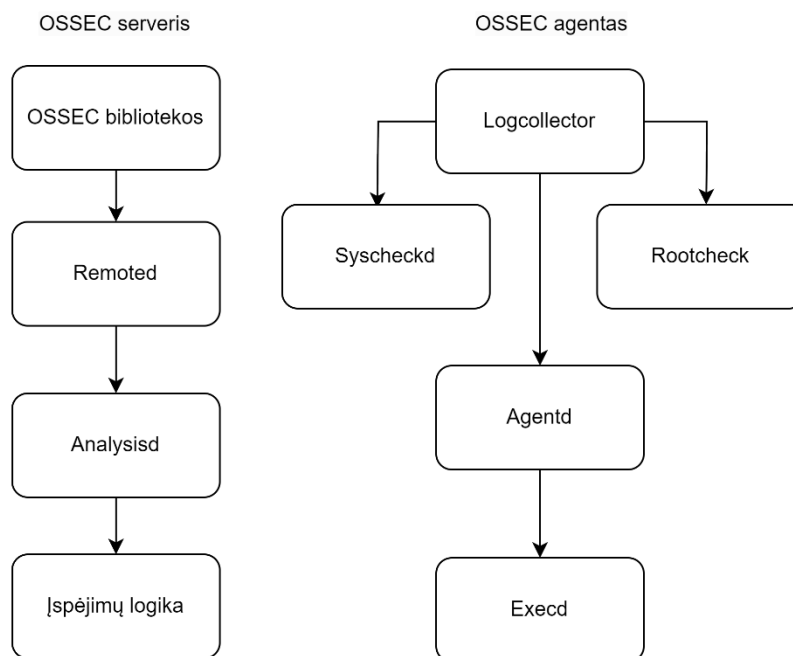 OSSEC serveris
OSSEC bibliotekos
Remoted
Analysisd
Įspėjimų logika
OSSEC agentas
Logcollector
Syscheckd
Rootcheck
Agentd
Execd